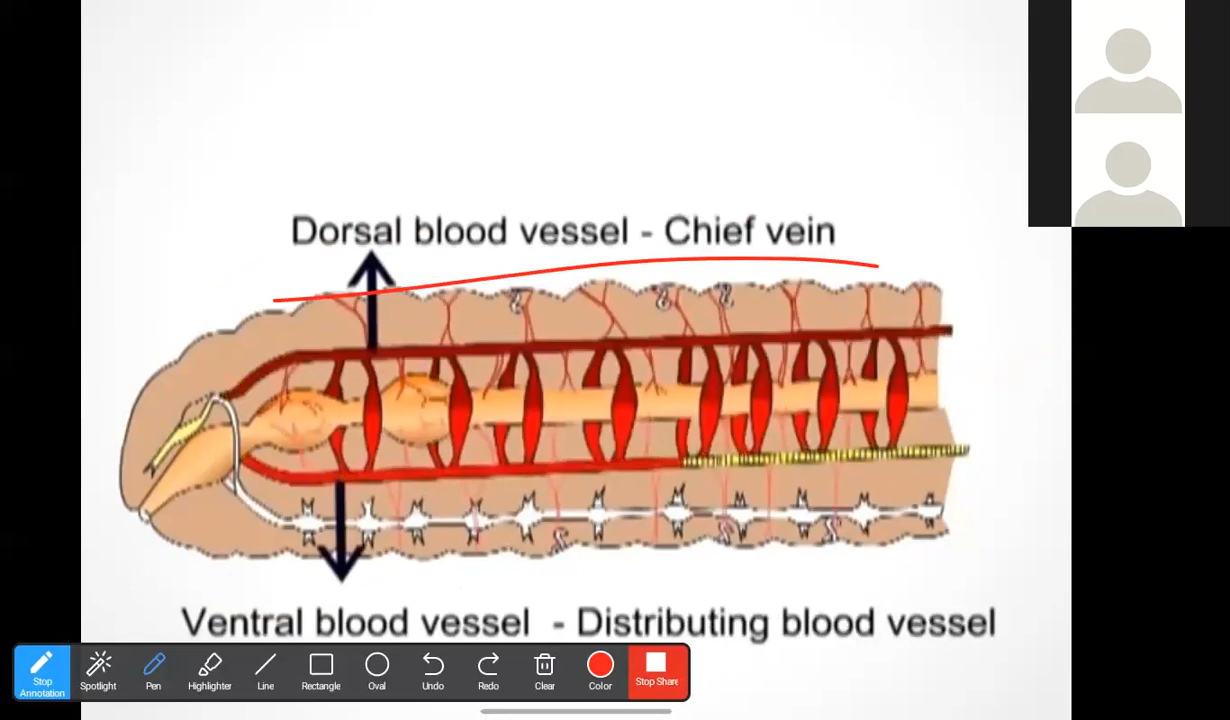 Dorsal blood vessel - Chief vein
Ventral blood vessel - Distributing blood vessel
Stop Annotation
Spotlight
Pen
Highlighter
Line
Rectangle
Oval
Undo
Redo
Clear
Color
Stop Share